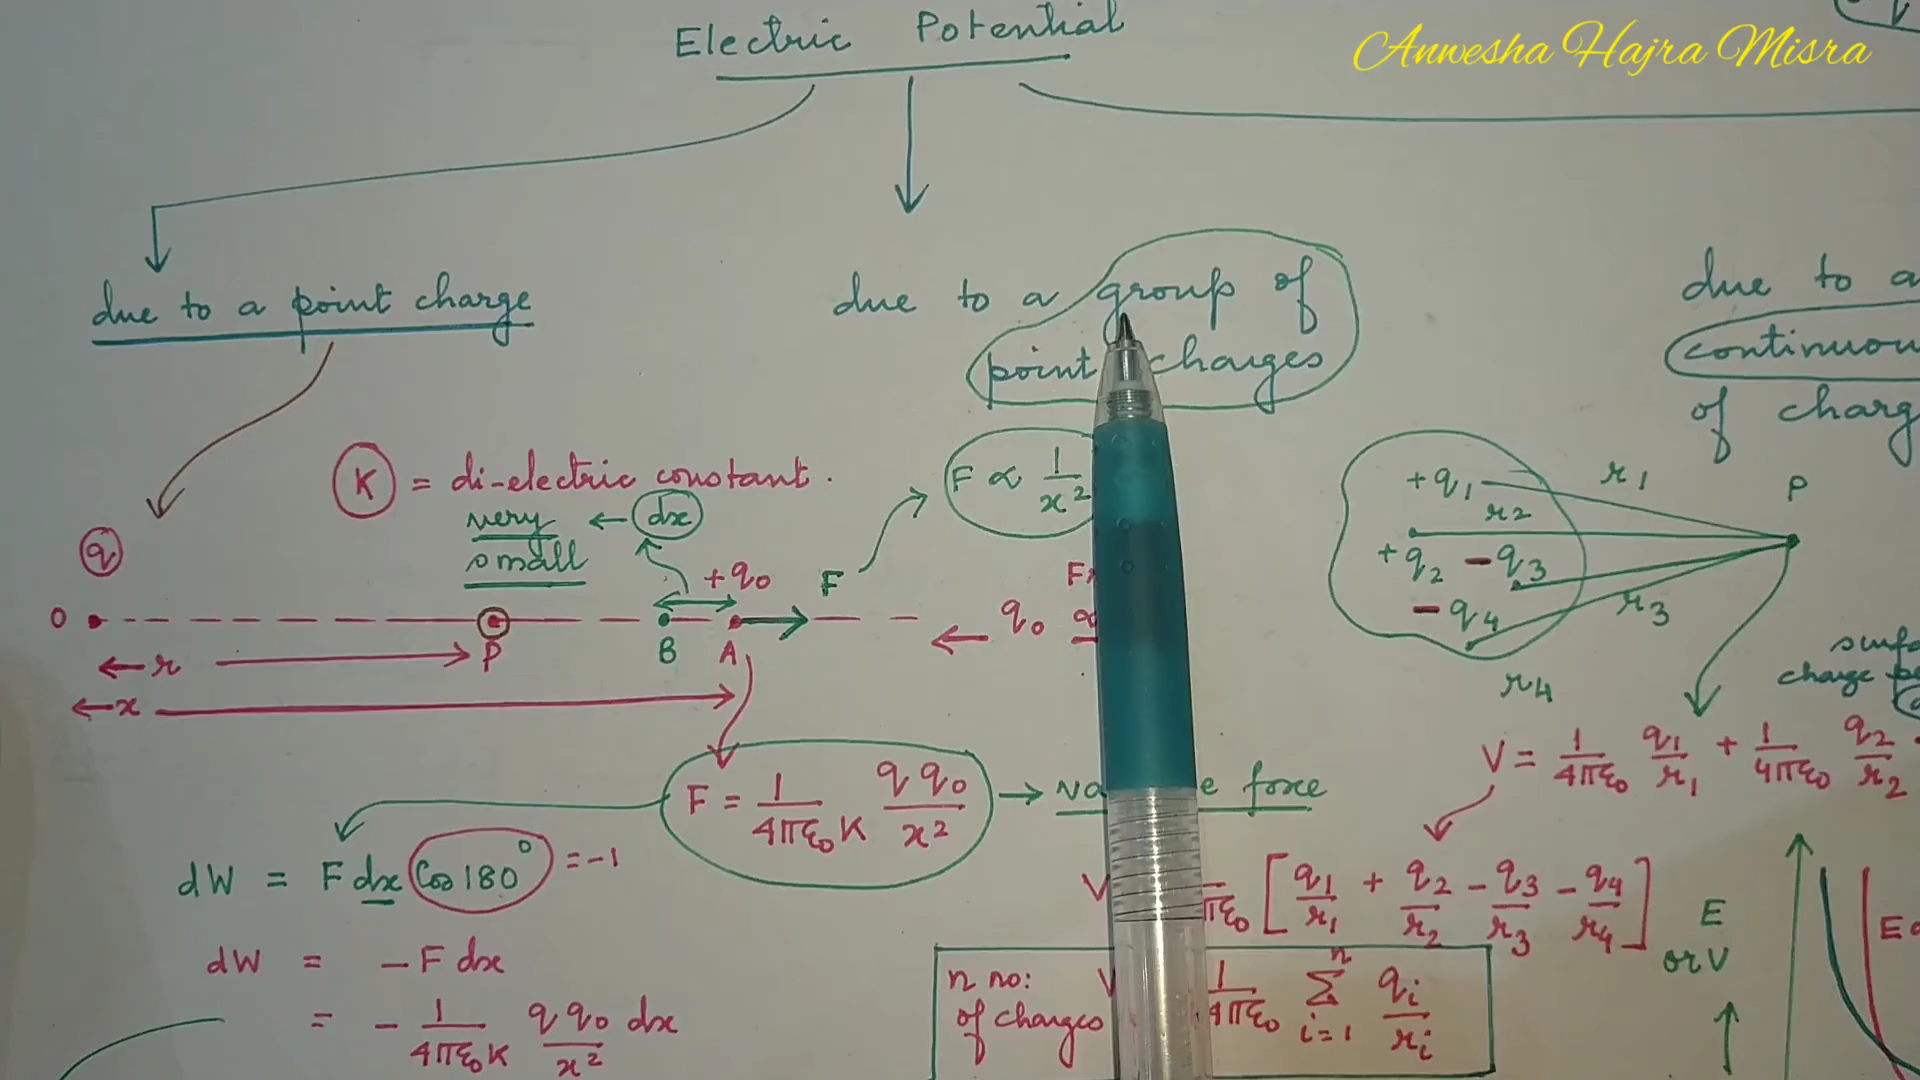 Electric Potential
Anwesha Hajra Misra
due to a point charge
due to a group of
point charges
due to a
of charg
K = di-electric constant.
very ← dx
small
F ∝ 1/x²
q
+q₀
F
O
P
B
A
← r →
← x →
← q₀
+q₁
r₁
P
r₂
+q₂
-q₃
-q₄
r₃
r₄
charge
F = 1/4πε₀K qq₀/x² →
force
V = 1/4πε₀ q₁/r₁ + 1/4πε₀ q₂/r₂
dW = F dx Cos 180° = -1
[q₁/r₁ + q₂/r₂ - q₃/r₃ - q₄/r₄]
E
or V
E
dW = - F dx
= - 1/4πε₀K qq₀/x² dx
n no:
of charges
1/4πε₀ Σ i=1 n qᵢ/rᵢ